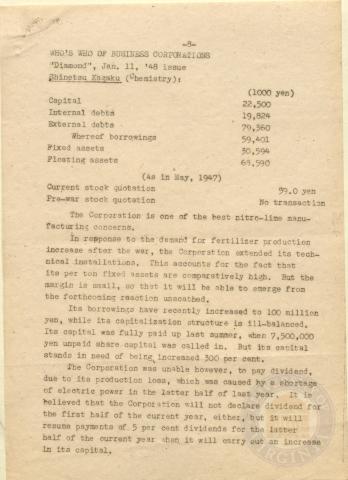 -8-
WHO'S WHO OF BUSINESS CORPORATIONS
"Diamond", Jan. 11, '48 issue
Shinetsu Kagaku (Chemistry):
(1000 yen)
Capital 22,500
Internal debts 19,824
External debts 79,360
Whereof borrowings 59,401
Fixed assets 30,594
Floating assets 68,590
(As in May, 1947)
Current stock quotation 59.0 yen
Pre-war stock quotation No transaction
The Corporation is one of the best nitro-lime manu-
facturing concerns.
In response to the demand for fertilizer production
increase after the war, the Corporation extended its tech-
nical installations. This accounts for the fact that
its per ton fixed assets are comparatively high. But the
margin is small, so that it will be able to emerge from
the forthcoming reaction unscathed.
Its borrowings have recently increased to 100 million
yen, while its capitalization structure is ill-balanced.
Its capital was fully paid up last summer, when 7,500,000
yen unpaid share capital was called in. But its capital
stands in need of being increased 300 per cent.
The Corporation was unable however, to pay dividend,
due to its production loss, which was caused by a shortage
of electric power in the latter half of last year. It is
believed that the Corporation will not declare dividend for
the first half of the current year, either, but it will
resume payments of 5 per cent dividends for the latter
half of the current year when it will carry out an increase
in its capital.